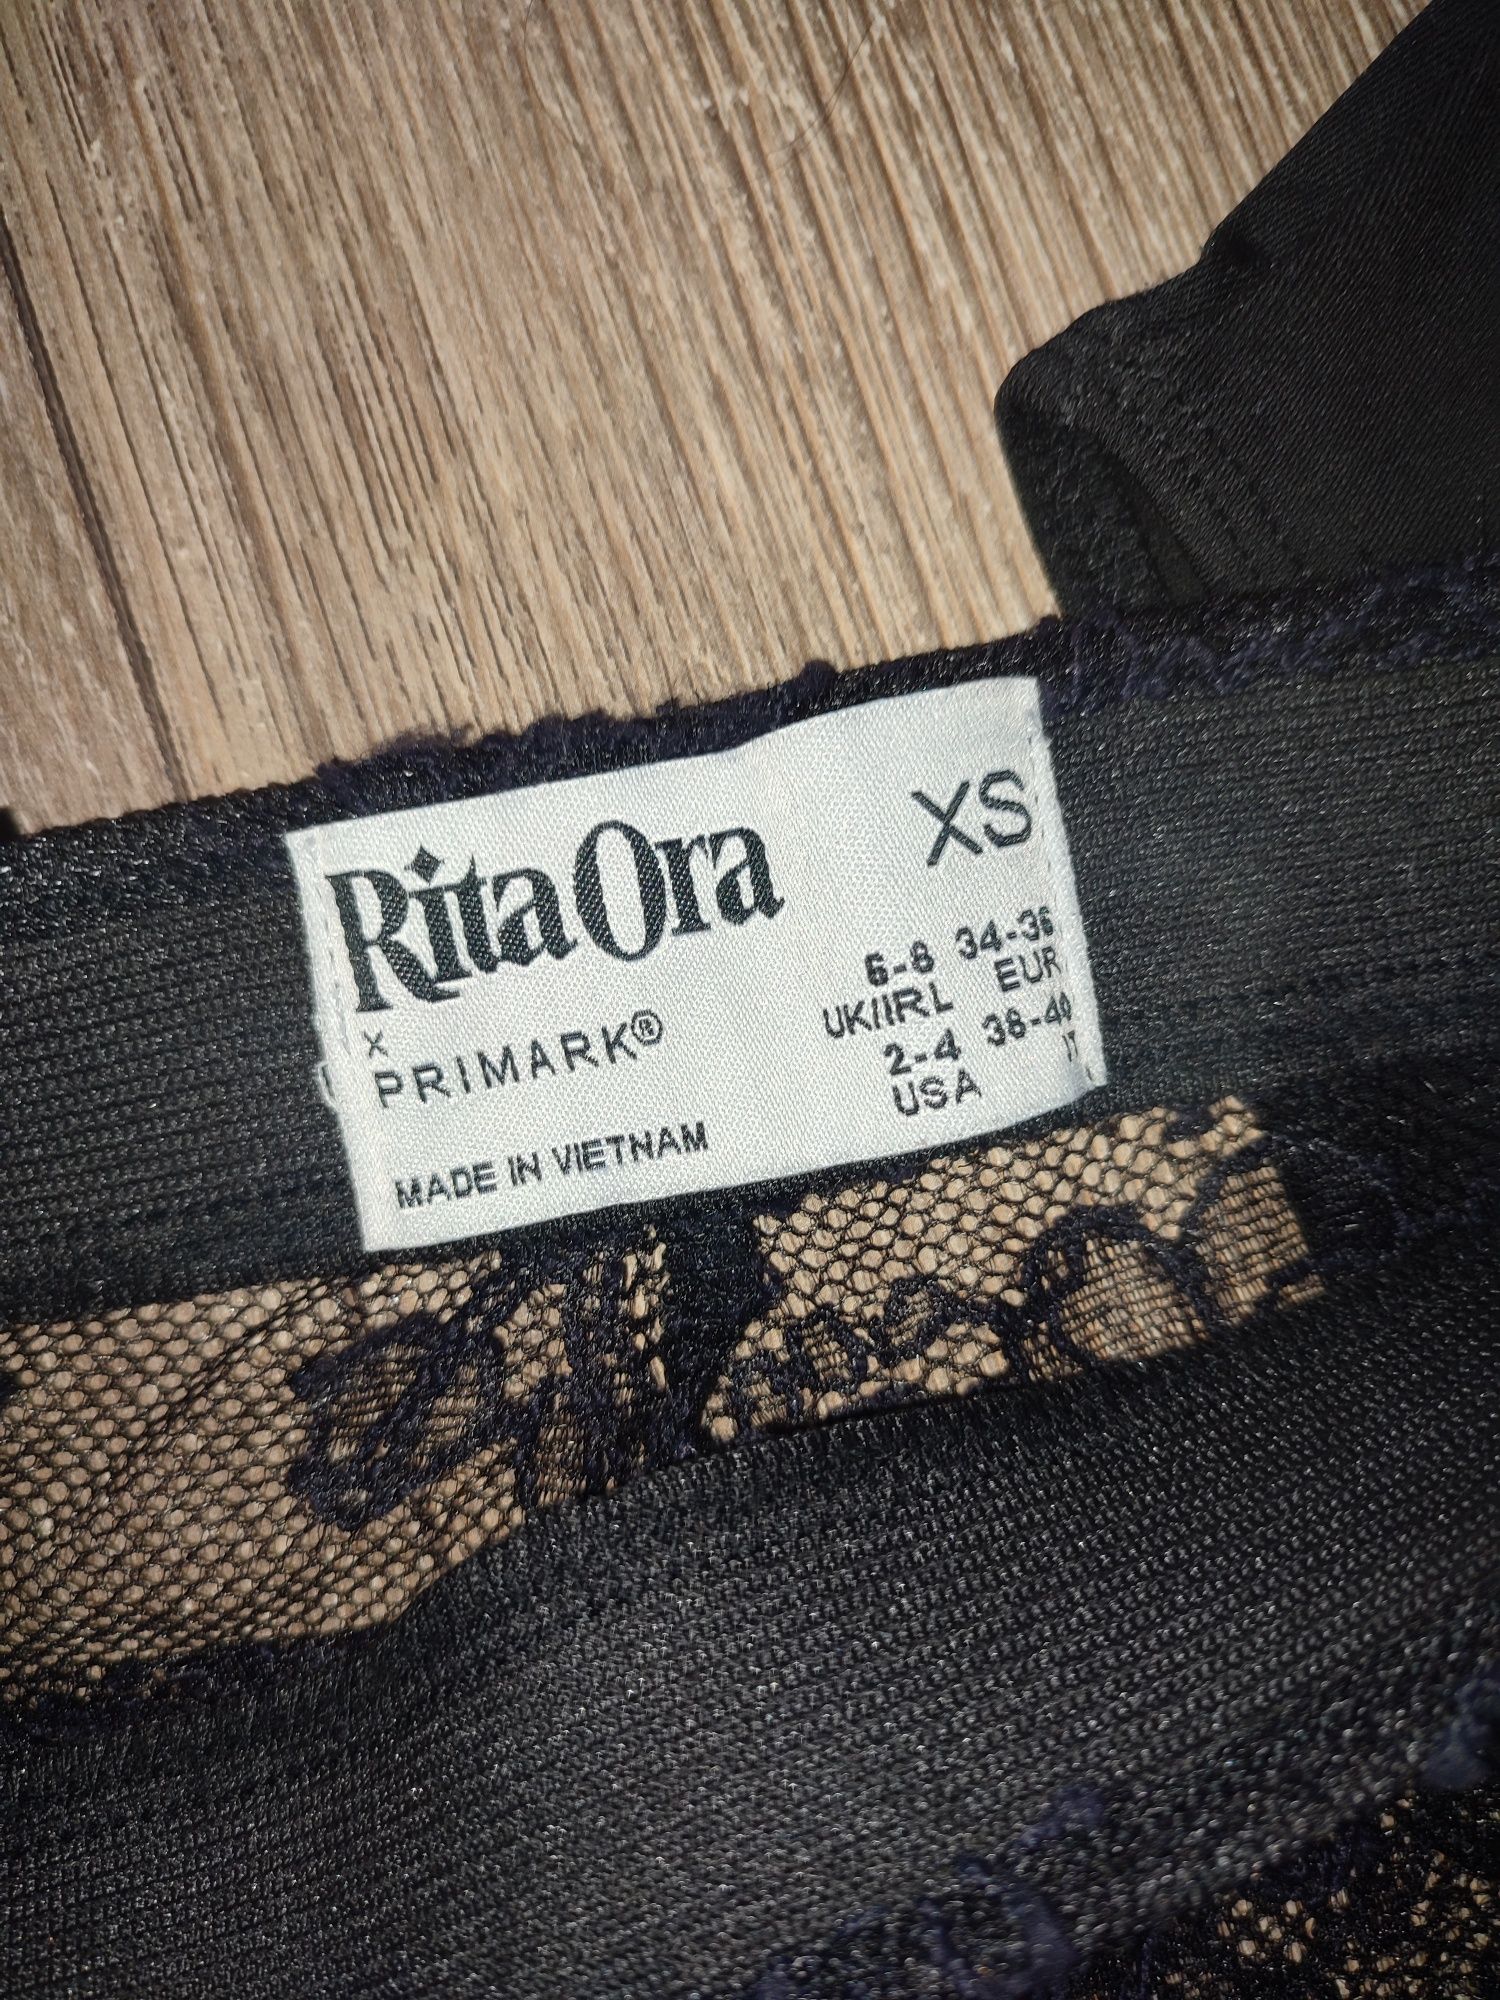 Rita Ora
XS
x
PRIMARK®
6-8 34-36
UK/IRL EUR
2-4 38-40
USA IT
MADE IN VIETNAM